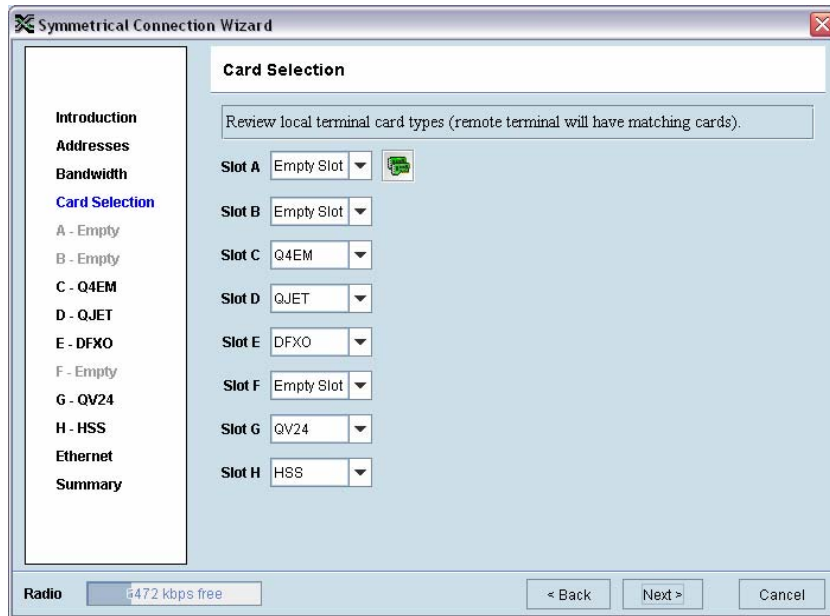 Symmetrical Connection Wizard
Card Selection
Introduction
Addresses
Bandwidth
Card Selection
A - Empty
B - Empty
C - Q4EM
D - QJET
E - DFXO
F - Empty
G - QV24
H - HSS
Ethernet
Summary
Review local terminal card types (remote terminal will have matching cards).
Slot A Empty Slot
Slot B Empty Slot
Slot C Q4EM
Slot D QJET
Slot E DFXO
Slot F Empty Slot
Slot G QV24
Slot H HSS
Radio kbps free
< Back Next > Cancel